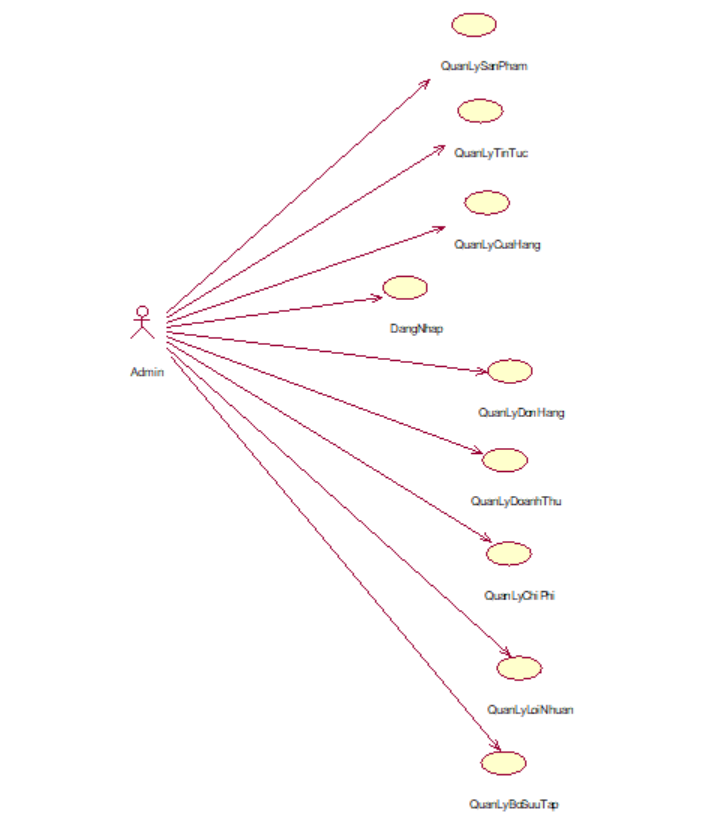 QuanLySanPham
QuanLyTinTuc
QuanLyCuaHang
DangNhap
Admin
QuanLyDonHang
QuanLyDoanhThu
QuanLyChiPhi
QuanLyLoiNhuan
QuanLyBoSuuTap